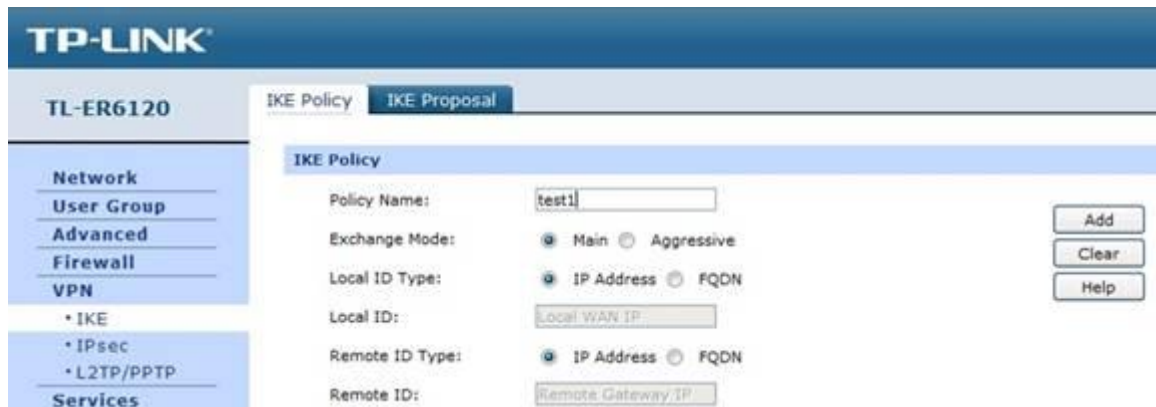 TP-LINK
TL-ER6120
IKE Policy IKE Proposal
Network
User Group
Advanced
Firewall
VPN
• IKE
• IPsec
• L2TP/PPTP
Services
IKE Policy
Policy Name: test1
Exchange Mode: Main Aggressive
Local ID Type: IP Address FQDN
Local ID: Local WAN IP
Remote ID Type: IP Address FQDN
Remote ID: Remote Gateway IP
Add
Clear
Help